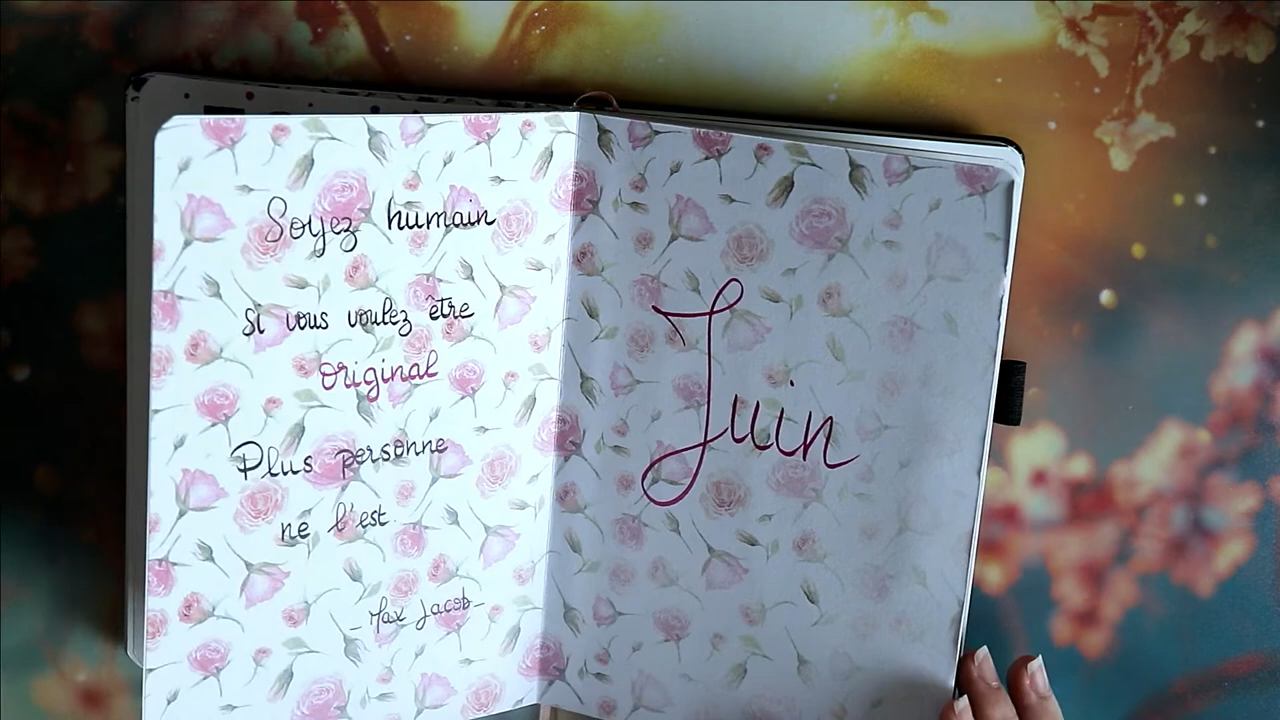 Soyez humain
si vous voulez être
original
Plus personne
ne l'est
- Max Jacob -
Juin